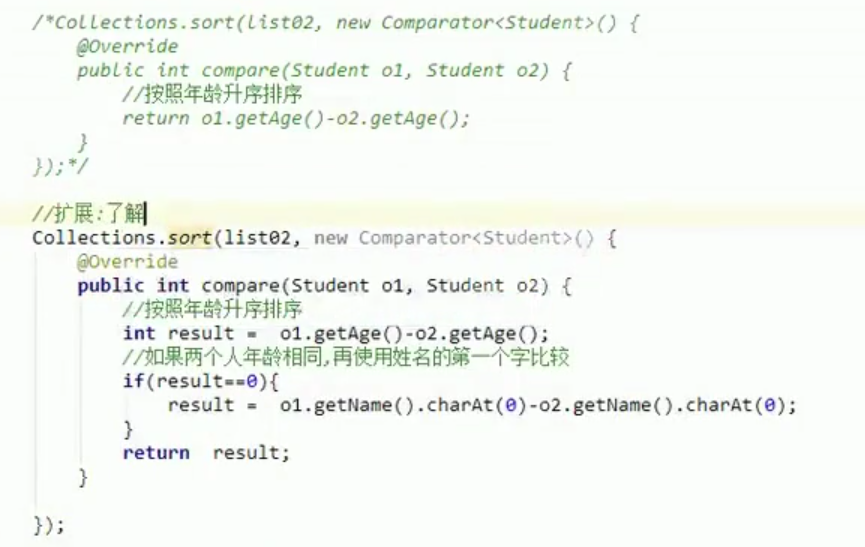 /*Collections.sort(list02, new Comparator<Student>() {
@Override
public int compare(Student o1, Student o2) {
//按照年龄升序排序
return o1.getAge()-o2.getAge();
}
});*/
//扩展:了解
Collections.sort(list02, new Comparator<Student>() {
@Override
public int compare(Student o1, Student o2) {
//按照年龄升序排序
int result = o1.getAge()-o2.getAge();
//如果两个人年龄相同,再使用姓名的第一个字比较
if(result==0){
result = o1.getName().charAt(0)-o2.getName().charAt(0);
}
return result;
}
});